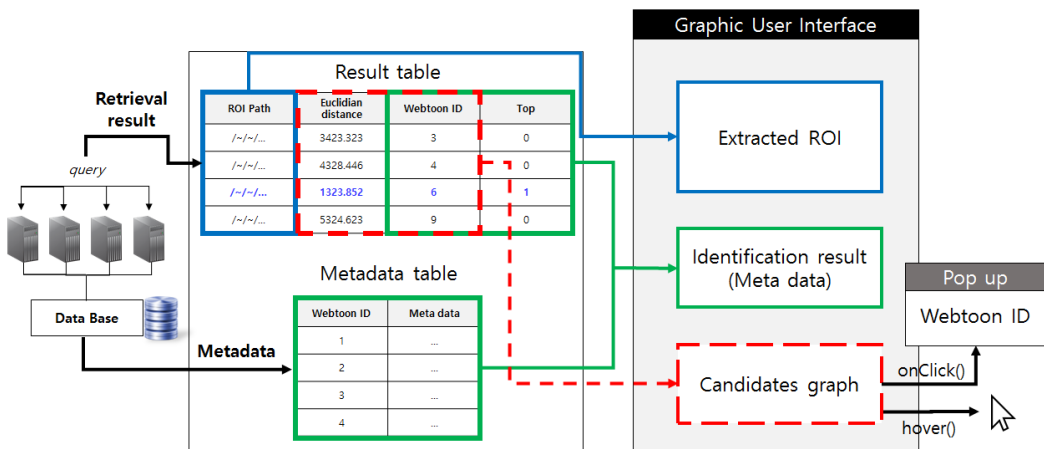 Graphic User Interface
Result table
Retrieval
result
ROI Path
Euclidian
distance
Webtoon ID
Top
/~/~/...
3423.323
3
0
/~/~/...
4328.446
4
0
/~/~/...
1323.852
6
1
/~/~/...
5324.623
9
0
query
Data Base
Metadata
Metadata table
Webtoon ID
Meta data
1
...
2
...
3
...
4
...
Extracted ROI
Identification result
(Meta data)
Candidates graph
Pop up
Webtoon ID
onClick()
hover()